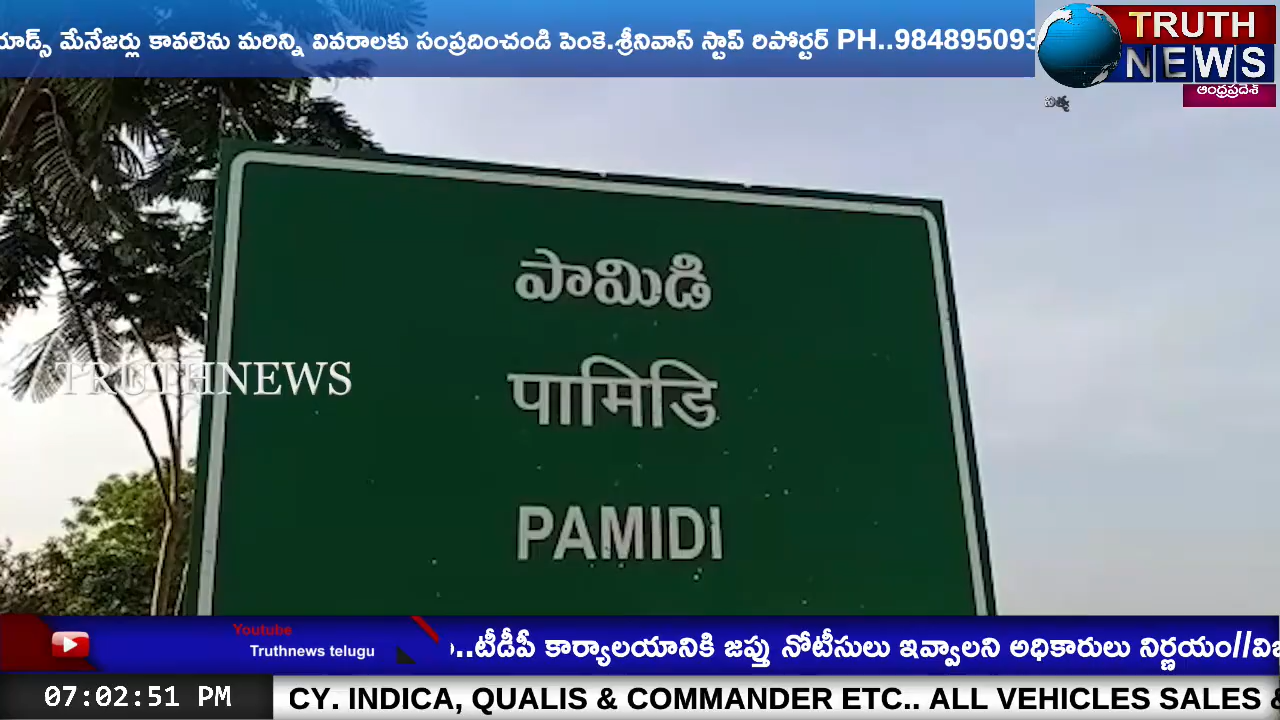 యాడ్స్ మేనేజర్లు కావలెను మరిన్ని వివరాలకు సంప్రదించండి పెంకె.శ్రీనివాస్ స్టాప్ రిపోర్టర్ PH..984895093
TRUTH
NEWS
ఆంధ్రప్రదేశ్
పామిడి
पामिडि
PAMIDI
TRUTHNEWS
Youtube
Truthnews telugu
..టీడీపీ కార్యాలయానికి జప్తు నోటీసులు ఇవ్వాలని అధికారులు నిర్ణయం//
07:02:51 PM
CY. INDICA, QUALIS & COMMANDER ETC.. ALL VEHICLES SALES &